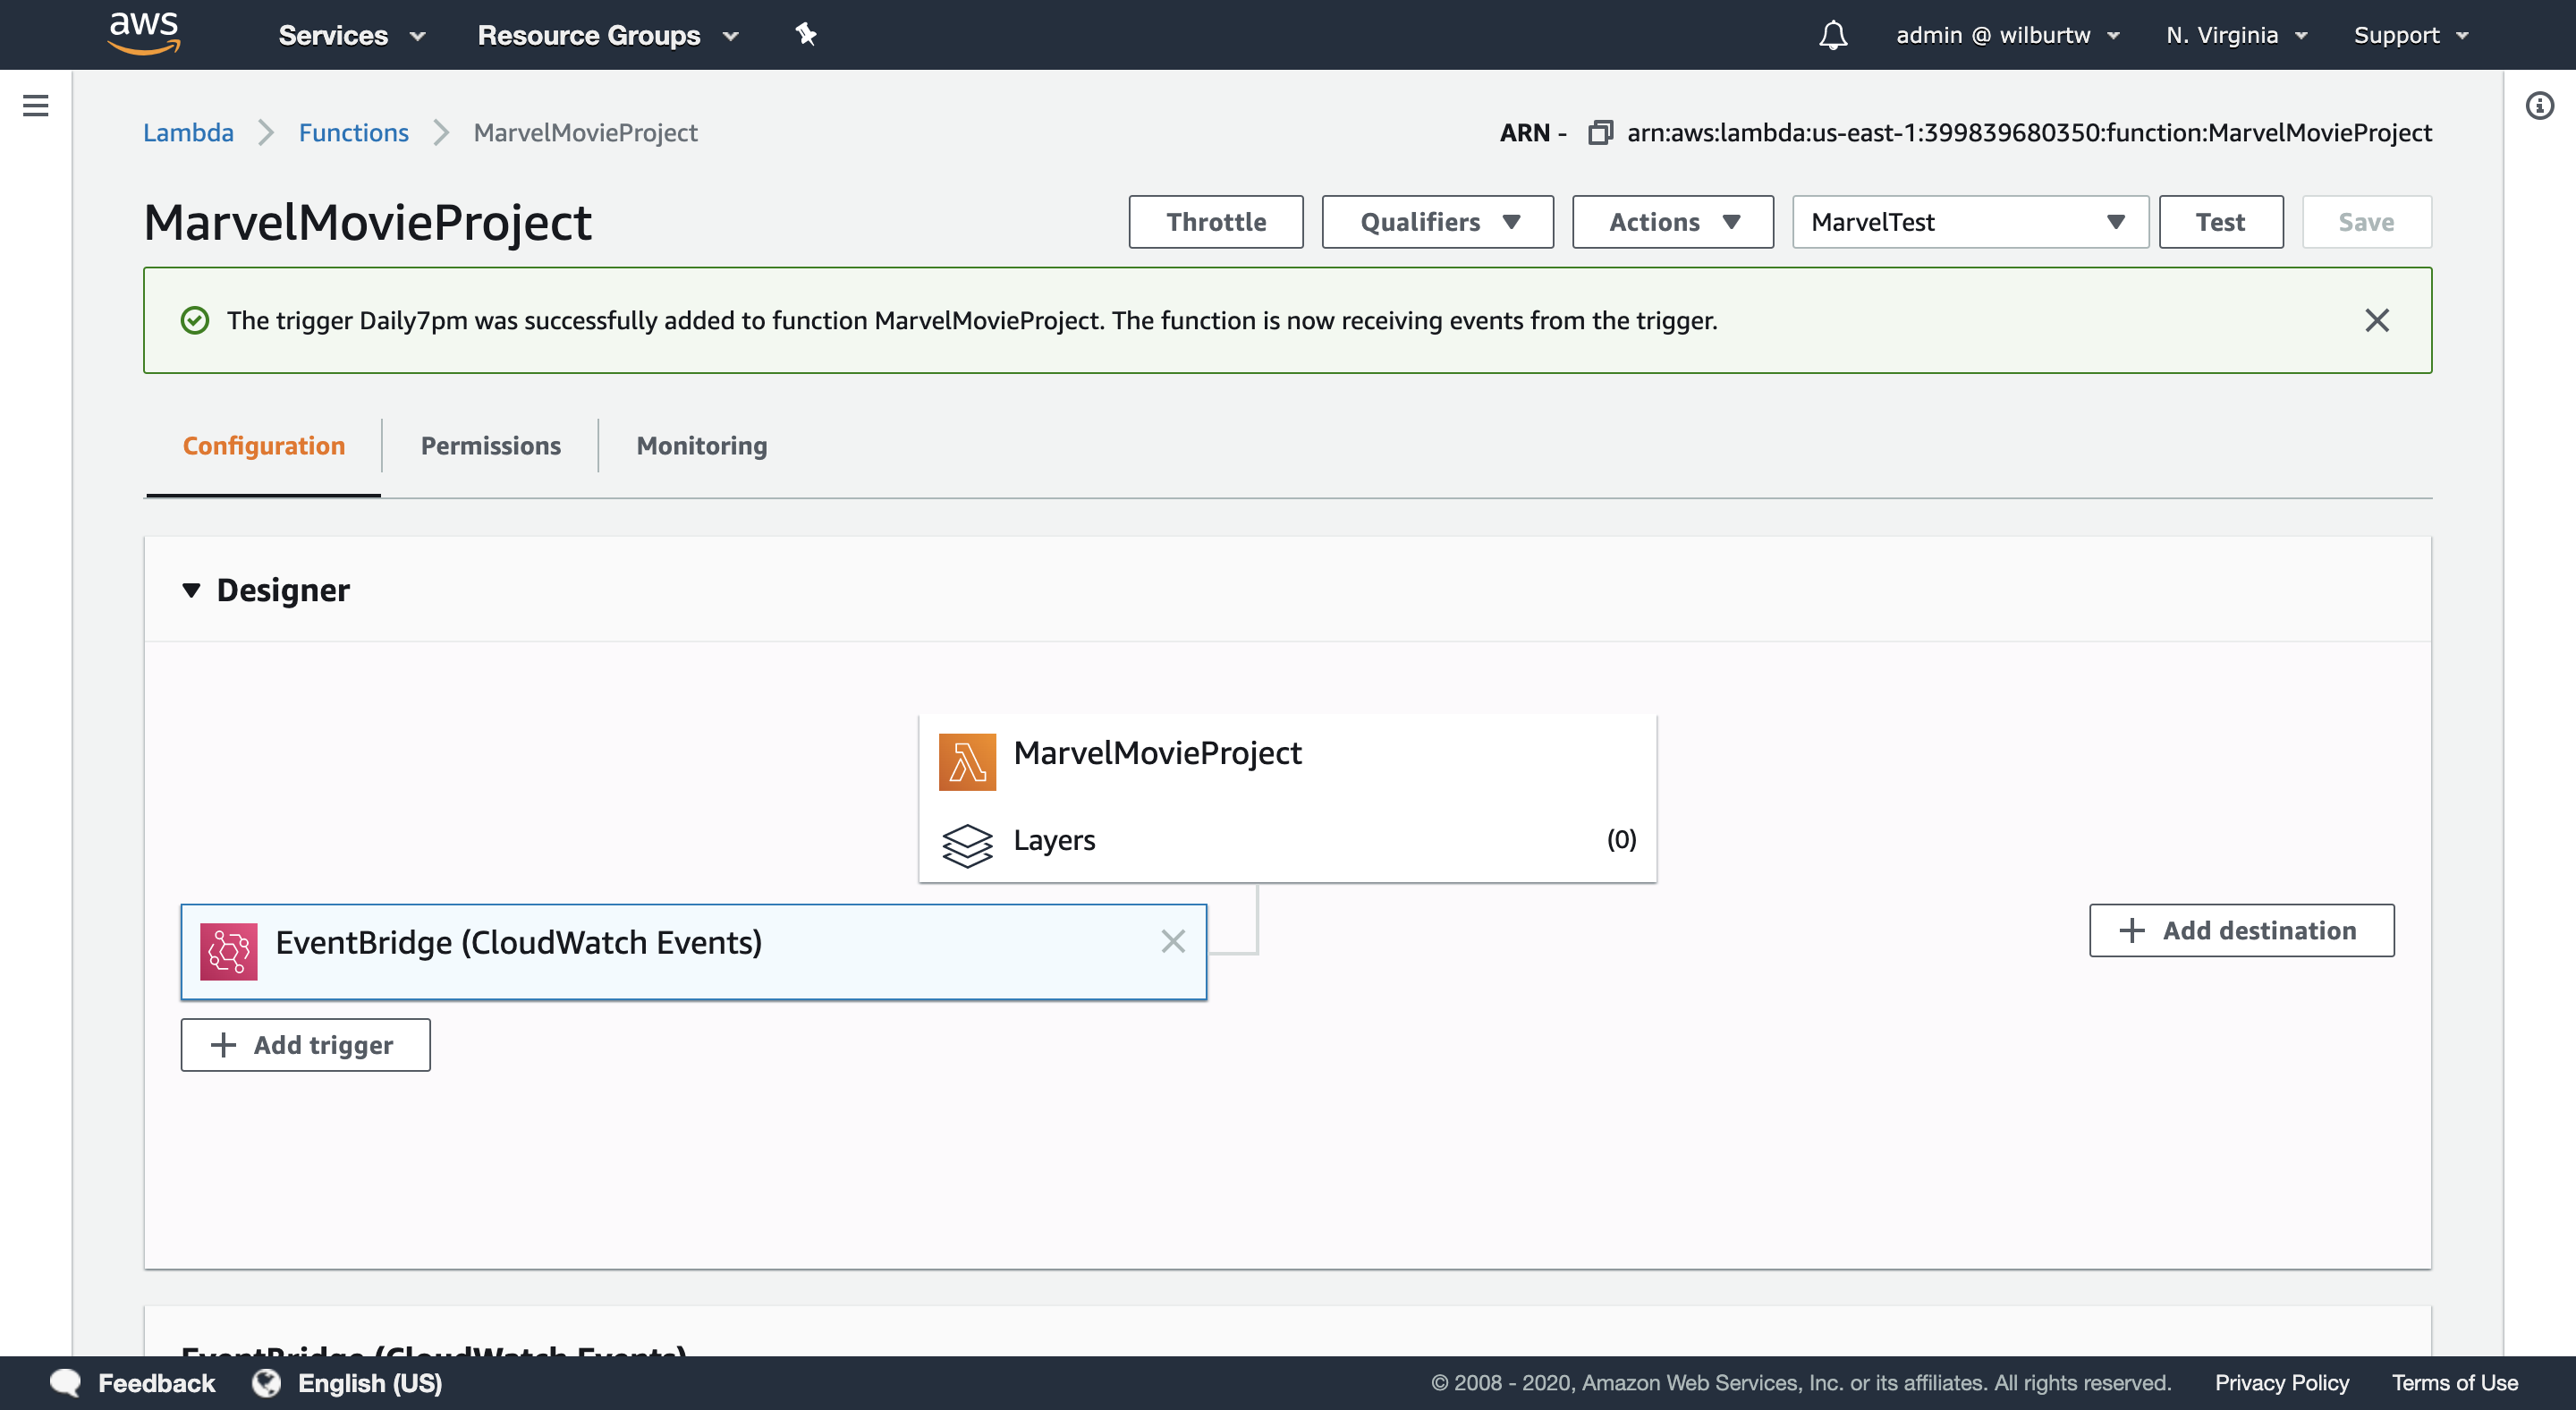 aws Services Resource Groups admin @ wilburtw N. Virginia Support
Lambda Functions MarvelMovieProject ARN - arn:aws:lambda:us-east-1:399839680350:function:MarvelMovieProject
MarvelMovieProject Throttle Qualifiers Actions MarvelTest Test Save
The trigger Daily7pm was successfully added to function MarvelMovieProject. The function is now receiving events from the trigger.
Configuration Permissions Monitoring
Designer
MarvelMovieProject
Layers (0)
EventBridge (CloudWatch Events)
+ Add destination
+ Add trigger
EventBridge (CloudWatch Events)
Feedback English (US) © 2008 - 2020, Amazon Web Services, Inc. or its affiliates. All rights reserved. Privacy Policy Terms of Use